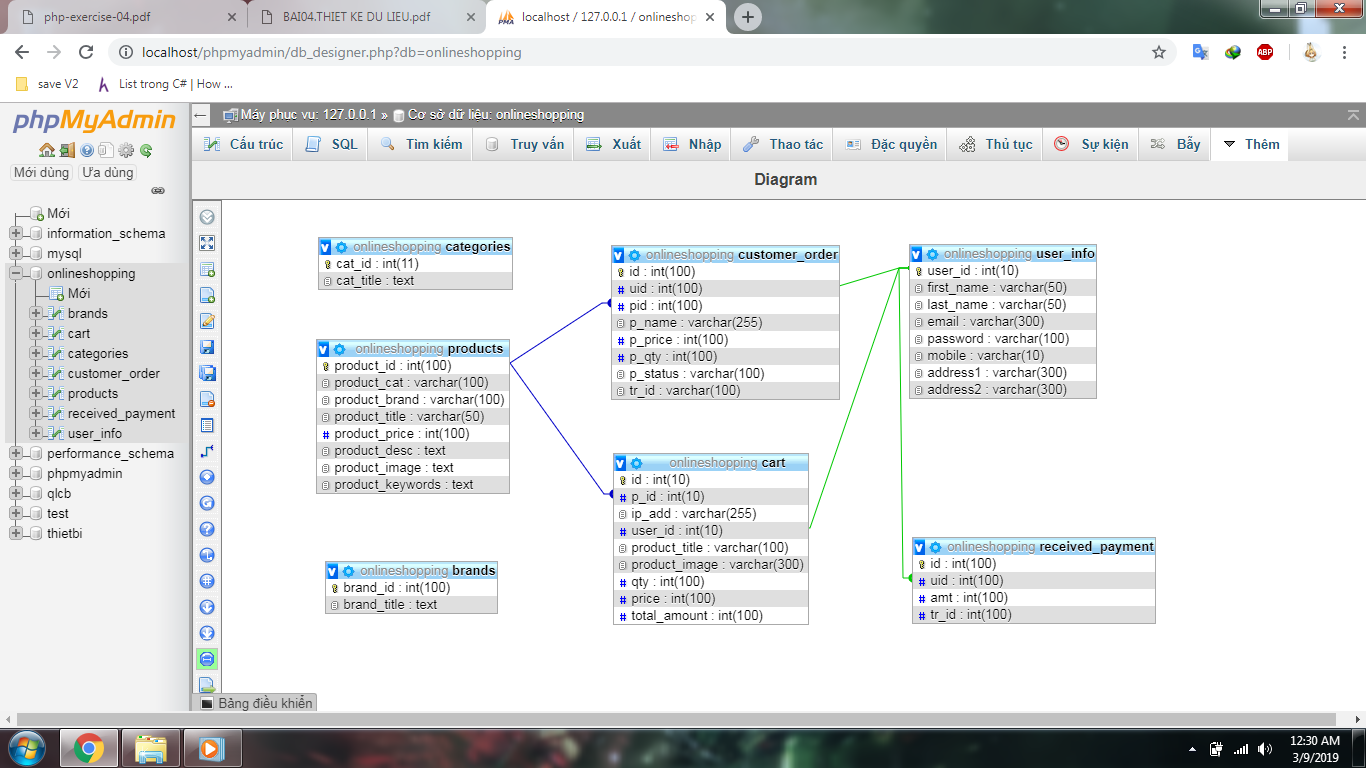 php-exercise-04.pdf
BAI04.THIET KE DU LIEU.pdf
localhost / 127.0.0.1 / onlineshop
localhost/phpmyadmin/db_designer.php?db=onlineshopping
save V2
List trong C# | How ...
phpMyAdmin
Mới dùng
Ưa dùng
Mới
information_schema
mysql
onlineshopping
Mới
brands
cart
categories
customer_order
products
received_payment
user_info
performance_schema
phpmyadmin
qlcb
test
thietbi
Máy phục vụ: 127.0.0.1 » Cơ sở dữ liệu: onlineshopping
Cấu trúc
SQL
Tìm kiếm
Truy vấn
Xuất
Nhập
Thao tác
Đặc quyền
Thủ tục
Sự kiện
Bẫy
Thêm
Diagram
onlineshopping categories
cat_id : int(11)
cat_title : text
onlineshopping products
product_id : int(100)
product_cat : varchar(100)
product_brand : varchar(100)
product_title : varchar(50)
product_price : int(100)
product_desc : text
product_image : text
product_keywords : text
onlineshopping brands
brand_id : int(100)
brand_title : text
onlineshopping customer_order
id : int(100)
uid : int(100)
pid : int(100)
p_name : varchar(255)
p_price : int(100)
p_qty : int(100)
p_status : varchar(100)
tr_id : varchar(100)
onlineshopping cart
id : int(10)
p_id : int(10)
ip_add : varchar(255)
user_id : int(10)
product_title : varchar(100)
product_image : varchar(300)
qty : int(100)
price : int(100)
total_amount : int(100)
onlineshopping user_info
user_id : int(10)
first_name : varchar(50)
last_name : varchar(50)
email : varchar(300)
password : varchar(100)
mobile : varchar(10)
address1 : varchar(300)
address2 : varchar(300)
onlineshopping received_payment
id : int(100)
uid : int(100)
amt : int(100)
tr_id : int(100)
Bảng điều khiển
12:30 AM
3/9/2019